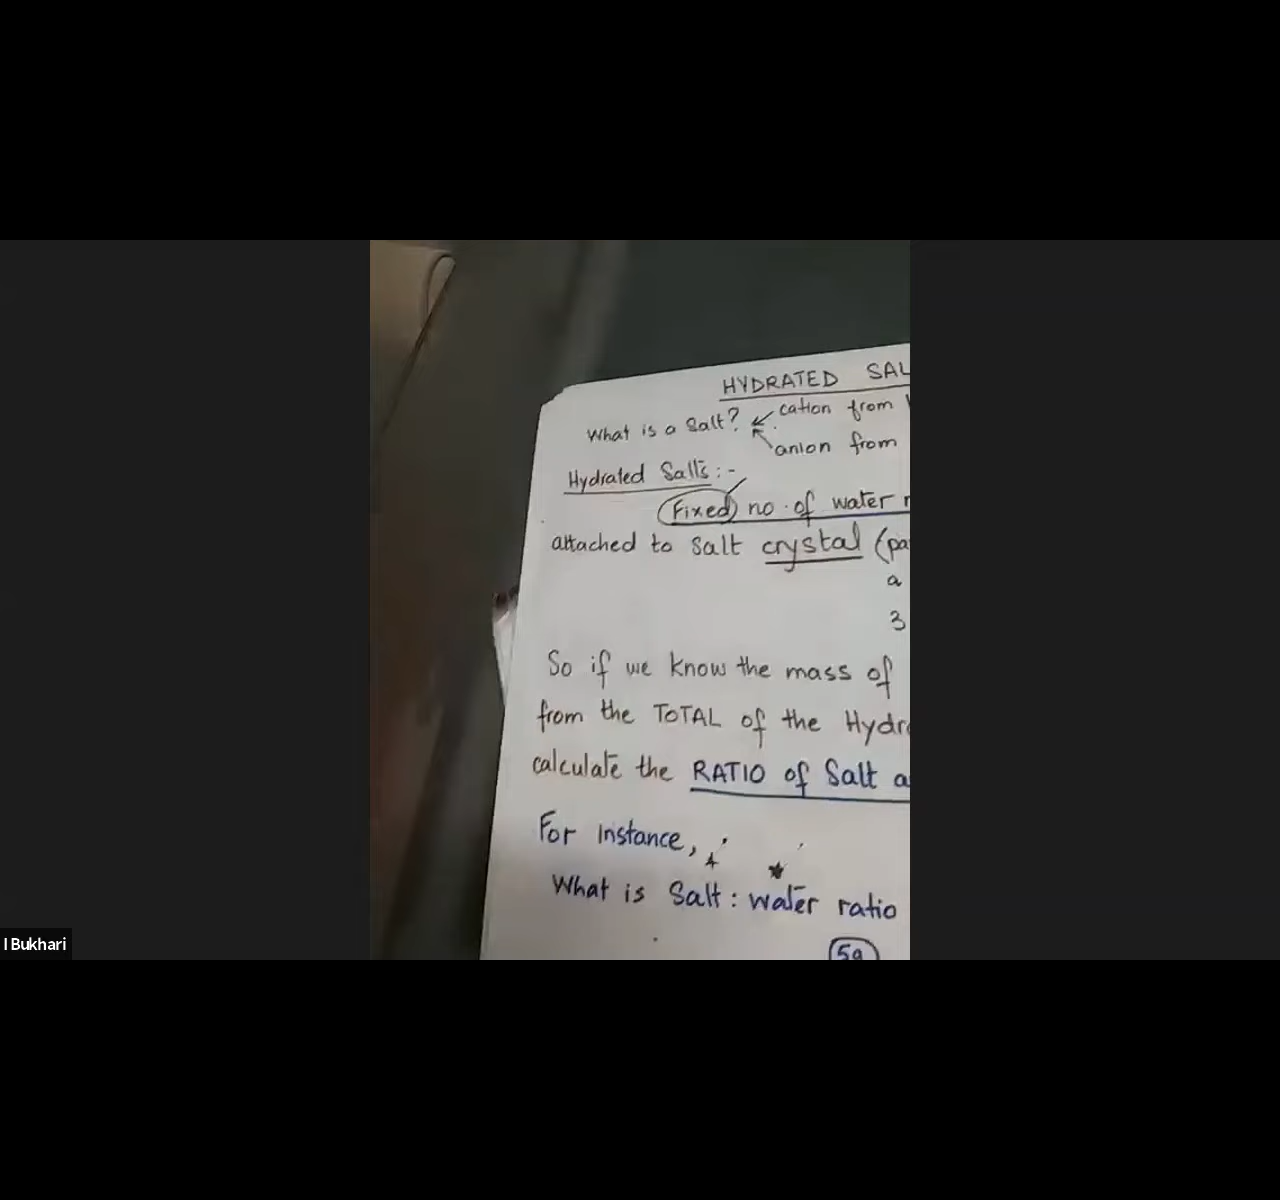 HYDRATED SAL
What is a Salt? cation from
anion from
Hydrated Salts :-
Fixed no. of water
attached to Salt crystal (pa
a
3
So if we know the mass of
from the TOTAL of the Hydr
calculate the RATIO of Salt a
For instance,
What is Salt : water ratio
5g
I Bukhari